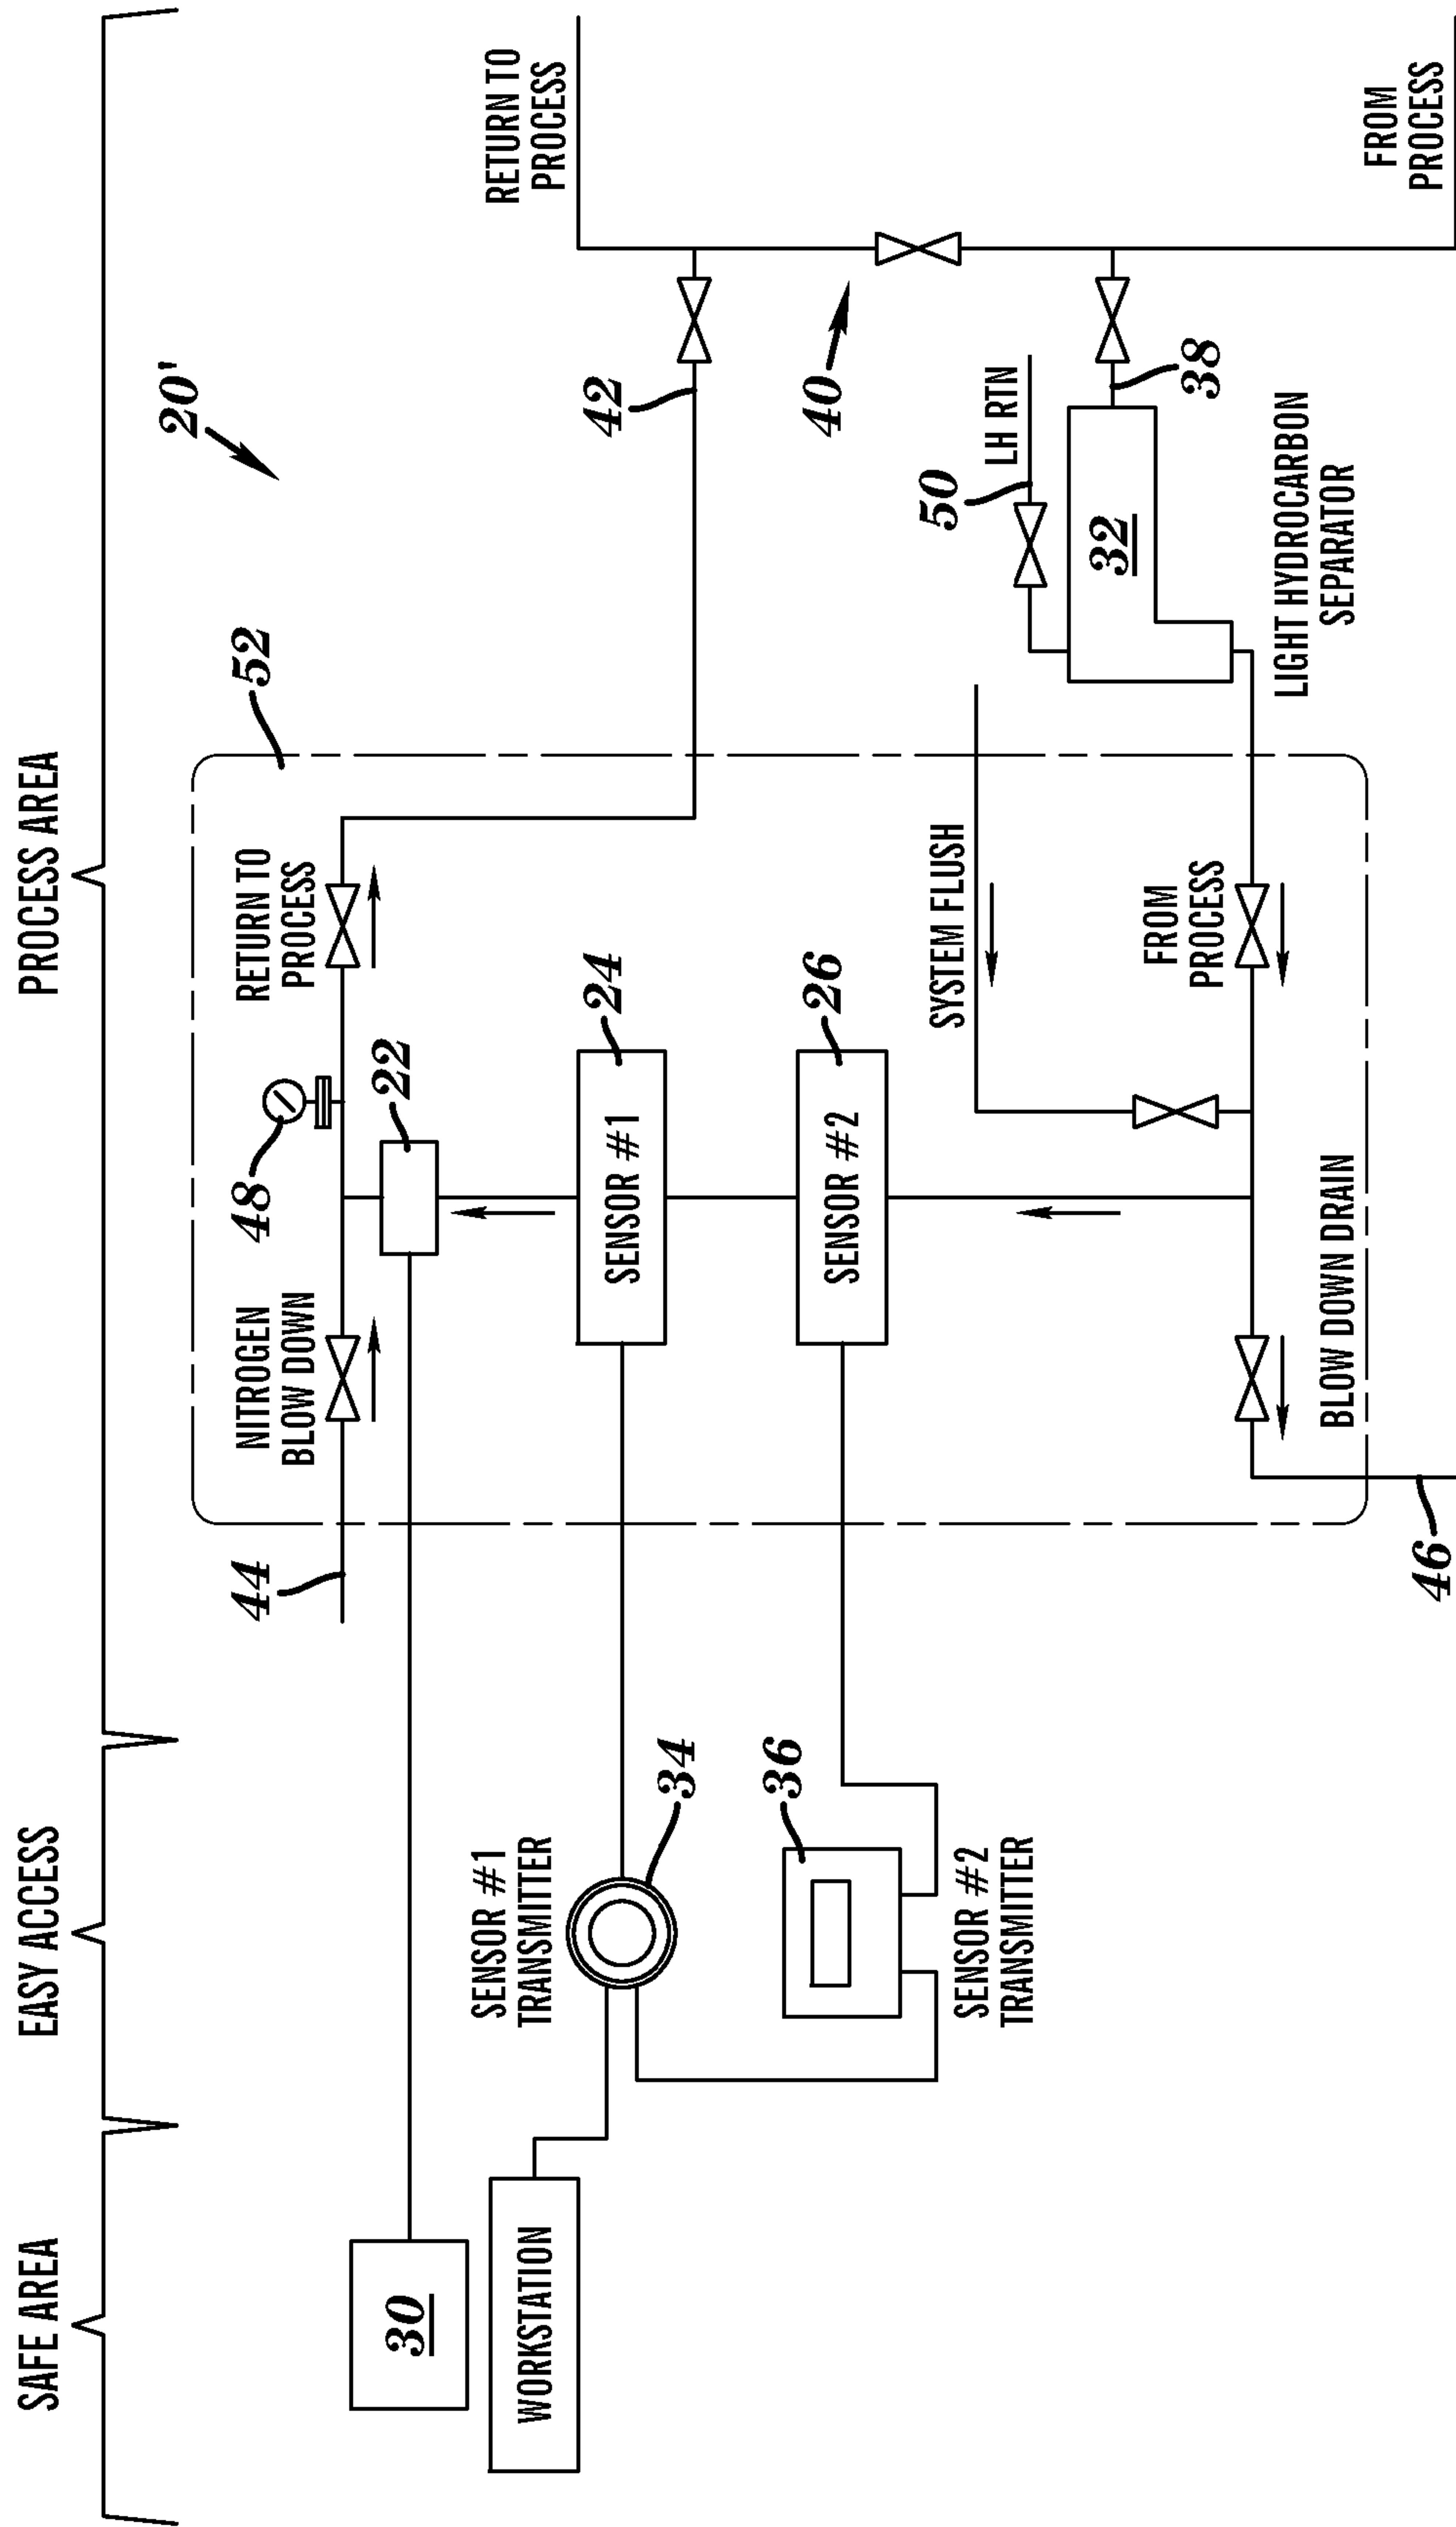 SAFE AREA
EASY ACCESS
PROCESS AREA
20'
52
44
NITROGEN
BLOW DOWN
48
RETURN TO
PROCESS
30
22
WORKSTATION
SENSOR #1
TRANSMITTER
34
SENSOR #1
24
42
RETURN TO
PROCESS
36
SENSOR #2
26
40
SENSOR #2
TRANSMITTER
SYSTEM FLUSH
50
LH RTN
32
38
FROM
PROCESS
LIGHT HYDROCARBON
SEPARATOR
BLOW DOWN DRAIN
46
FROM
PROCESS